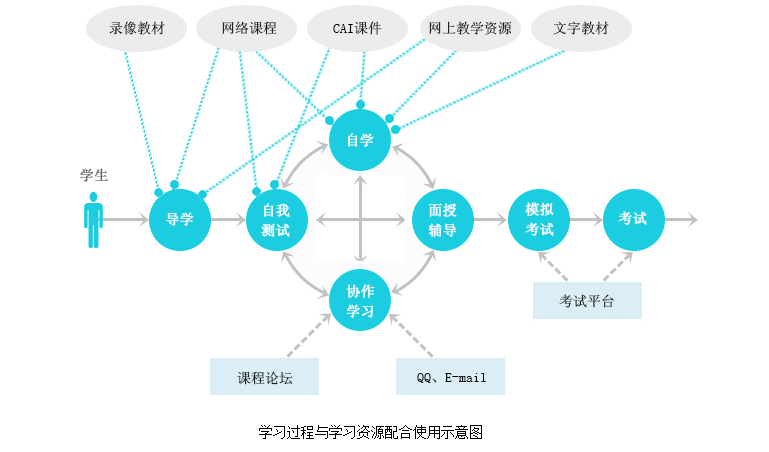 录像教材
网络课程
CAI课件
网上教学资源
文字教材
自学
学生
导学
自我
测试
面授
辅导
模拟
考试
考试
协作
学习
考试平台
课程论坛
QQ、E-mail
学习过程与学习资源配合使用示意图